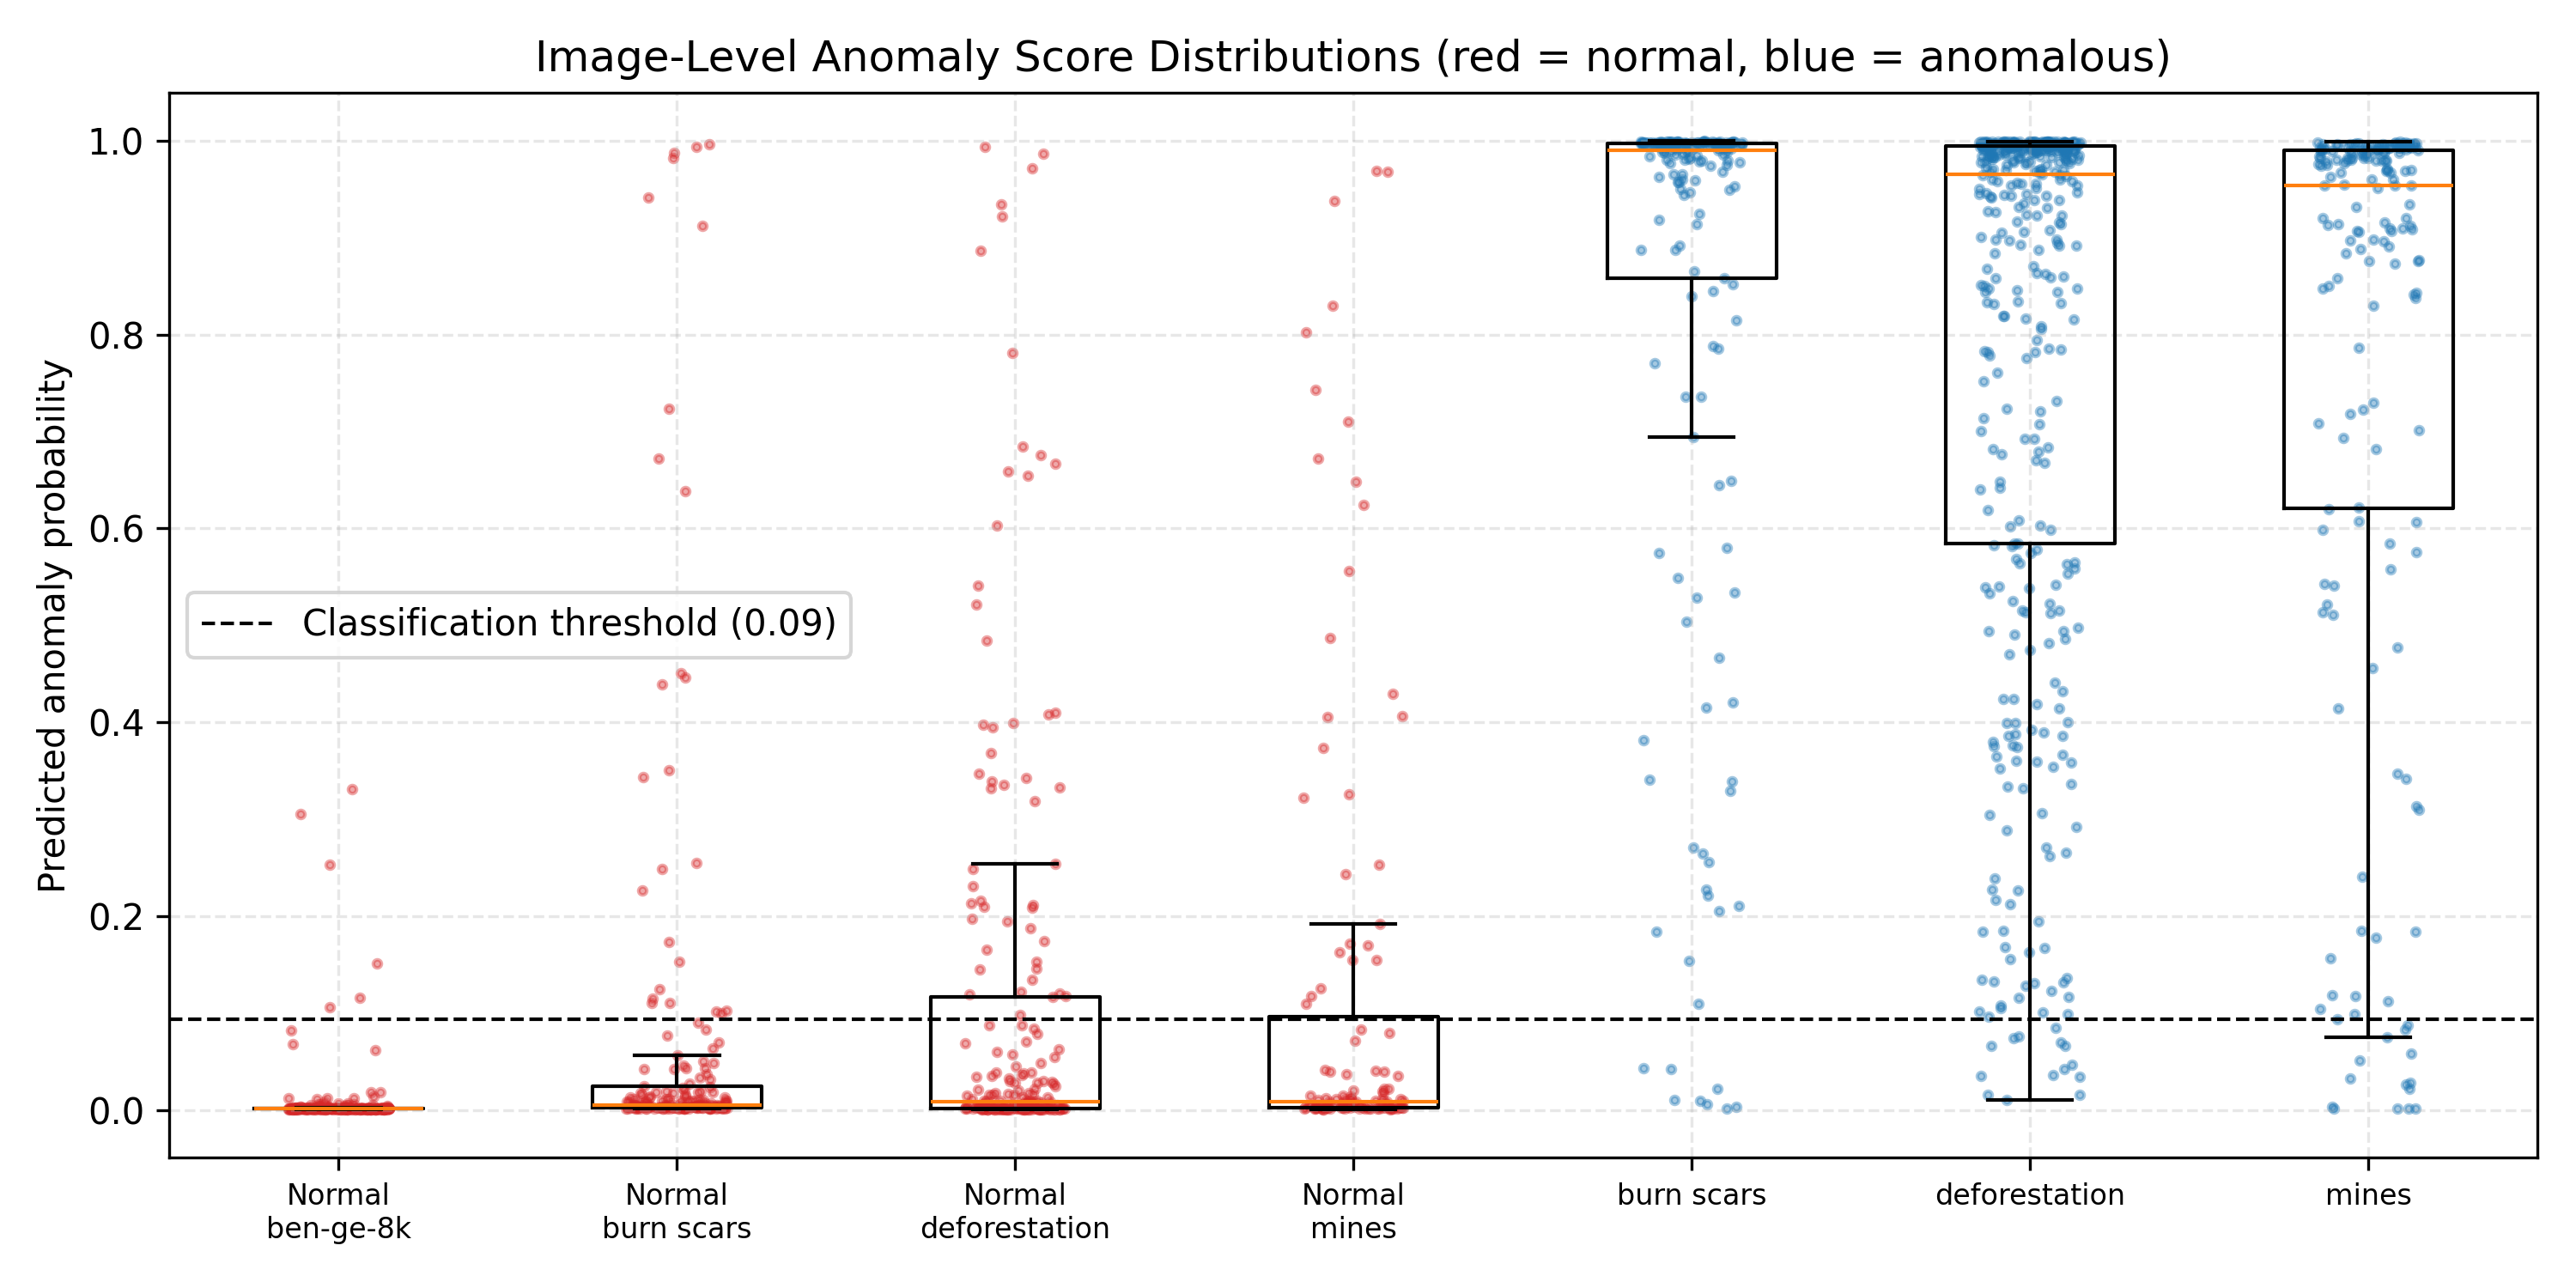 Image-Level Anomaly Score Distributions (red = normal, blue = anomalous)
Predicted anomaly probability
1.0
0.8
0.6
0.4
0.2
0.0
Classification threshold (0.09)
Normal
ben-ge-8k
Normal
burn scars
Normal
deforestation
Normal
mines
burn scars
deforestation
mines